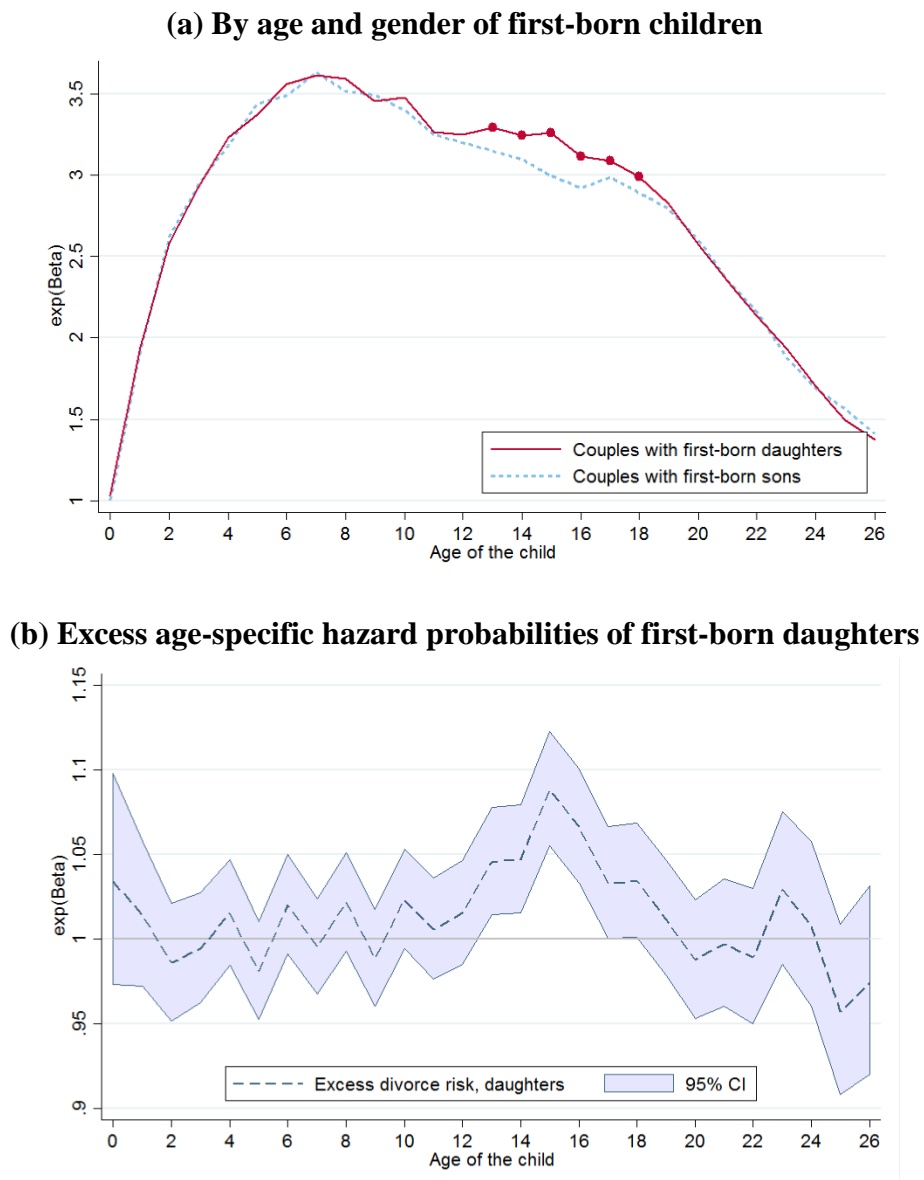 (a) By age and gender of first-born children
exp(Beta)
3.5
3
2.5
2
1.5
1
Couples with first-born daughters
Couples with first-born sons
0 2 4 6 8 10 12 14 16 18 20 22 24 26
Age of the child
(b) Excess age-specific hazard probabilities of first-born daughters
exp(Beta)
1.15
1.1
1.05
1
.95
.9
Excess divorce risk, daughters 95% CI
0 2 4 6 8 10 12 14 16 18 20 22 24 26
Age of the child